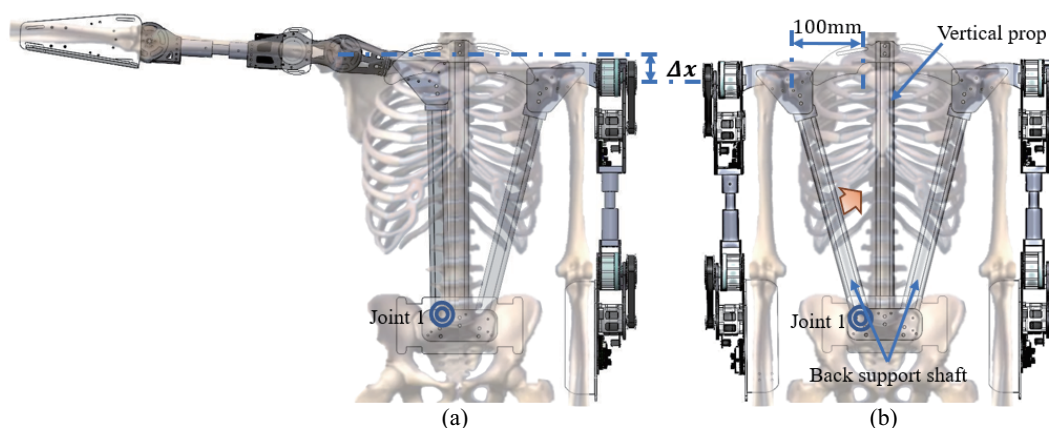 100mm
Vertical prop
Δx
Joint 1
Joint 1
Back support shaft
(a)
(b)